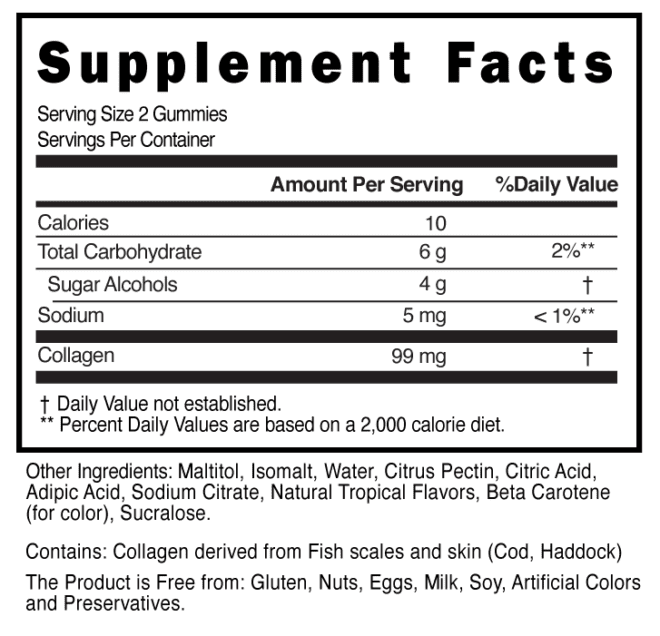 Supplement Facts
Serving Size 2 Gummies
Servings Per Container
Amount Per Serving %Daily Value
Calories 10
Total Carbohydrate 6 g 2%**
Sugar Alcohols 4 g †
Sodium 5 mg < 1%**
Collagen 99 mg †
† Daily Value not established.
** Percent Daily Values are based on a 2,000 calorie diet.
Other Ingredients: Maltitol, Isomalt, Water, Citrus Pectin, Citric Acid,
Adipic Acid, Sodium Citrate, Natural Tropical Flavors, Beta Carotene
(for color), Sucralose.
Contains: Collagen derived from Fish scales and skin (Cod, Haddock)
The Product is Free from: Gluten, Nuts, Eggs, Milk, Soy, Artificial Colors
and Preservatives.